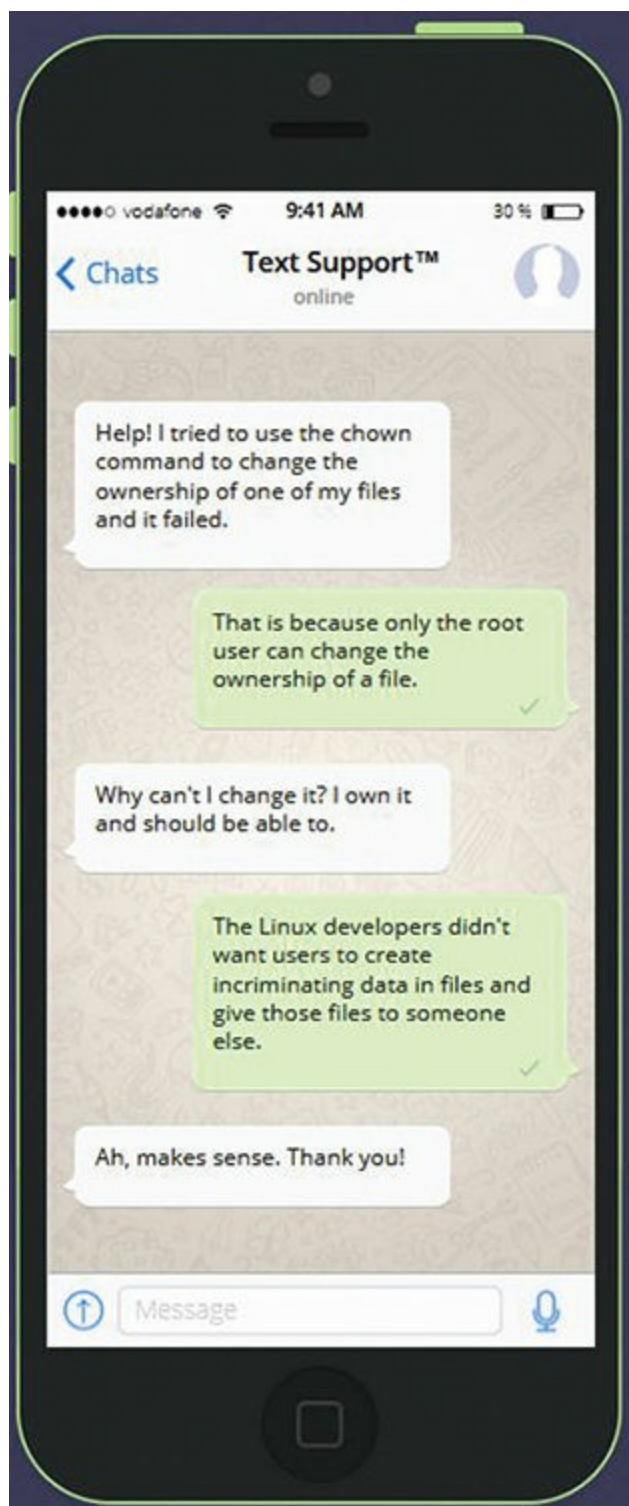 vodafone 9:41 AM 30 %
Chats Text Support™
online
Help! I tried to use the chown
command to change the
ownership of one of my files
and it failed.
That is because only the root
user can change the
ownership of a file.
Why can't I change it? I own it
and should be able to.
The Linux developers didn't
want users to create
incriminating data in files and
give those files to someone
else.
Ah, makes sense. Thank you!
Message